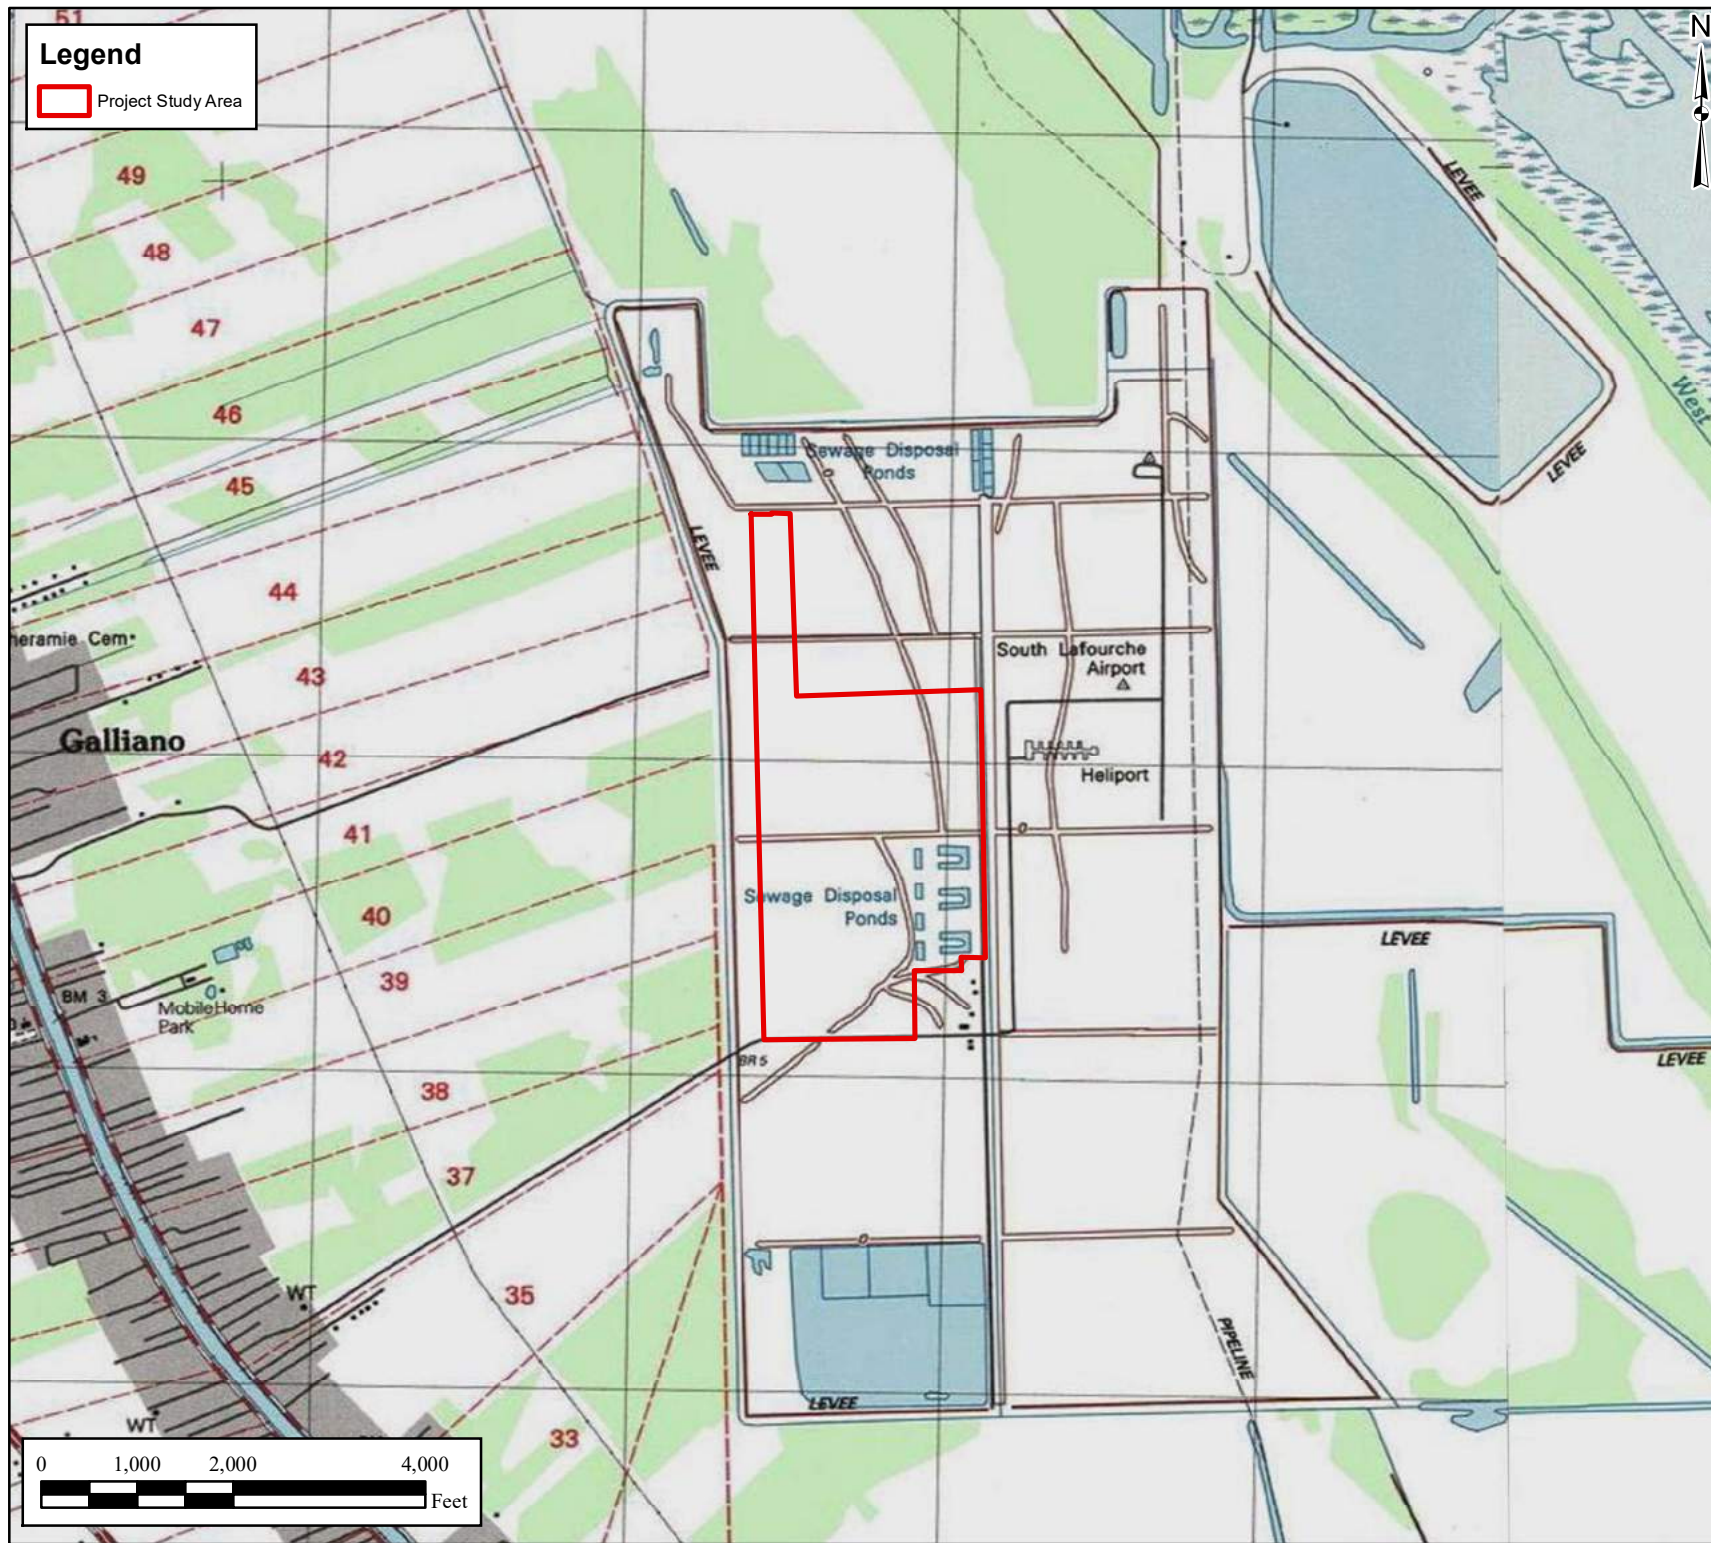 51
Legend
Project Study Area
N
49
48
47
46
45
44
43
42
41
40
39
38
37
35
33
LEVEE
LEVEE
West
Sewage Disposal
Ponds
LEVEE
South Lafourche
Airport
Heliport
Cem
Galliano
Sewage Disposal
Ponds
LEVEE
LEVEE
BM 3
Mobile Home
Park
BR 5
WT
WT
PIPELINE
LEVEE
0 1,000 2,000 4,000
Feet